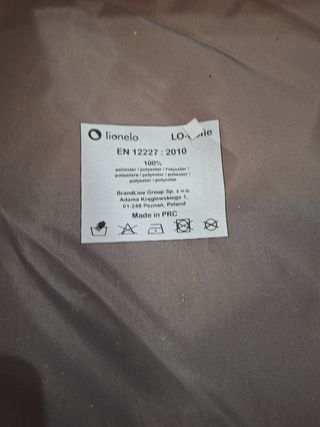 lionelo
EN 12227 : 2010
100%
poliester / polyester / Polyester /
poliestere / polyester / poliester /
polyester / polyester
BrandLine Group Sp. z o.o.
Adama Kręglewskiego 1,
61-248 Poznań, Poland
Made in PRC